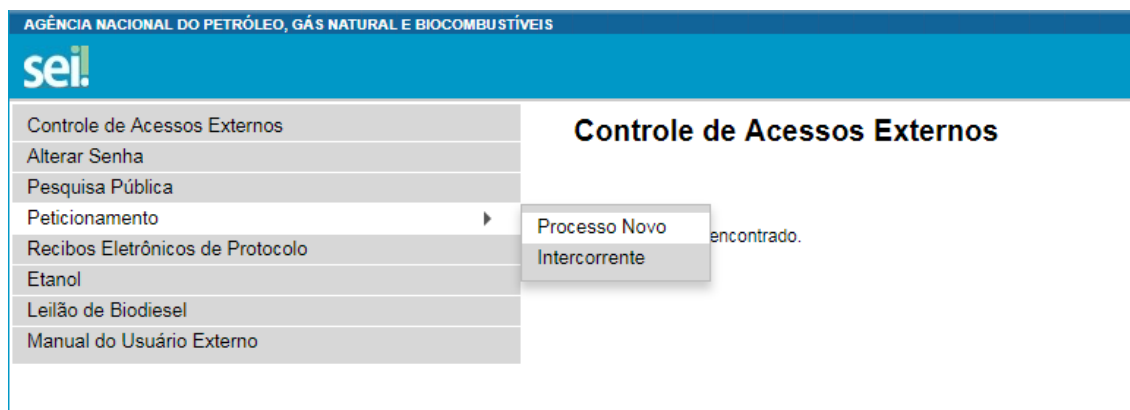 AGÊNCIA NACIONAL DO PETRÓLEO, GÁS NATURAL E BIOCOMBUSTÍVEIS
sei!
Controle de Acessos Externos
Alterar Senha
Pesquisa Pública
Peticionamento
Recibos Eletrônicos de Protocolo
Etanol
Leilão de Biodiesel
Manual do Usuário Externo
Processo Novo
Intercorrente
Controle de Acessos Externos
encontrado.